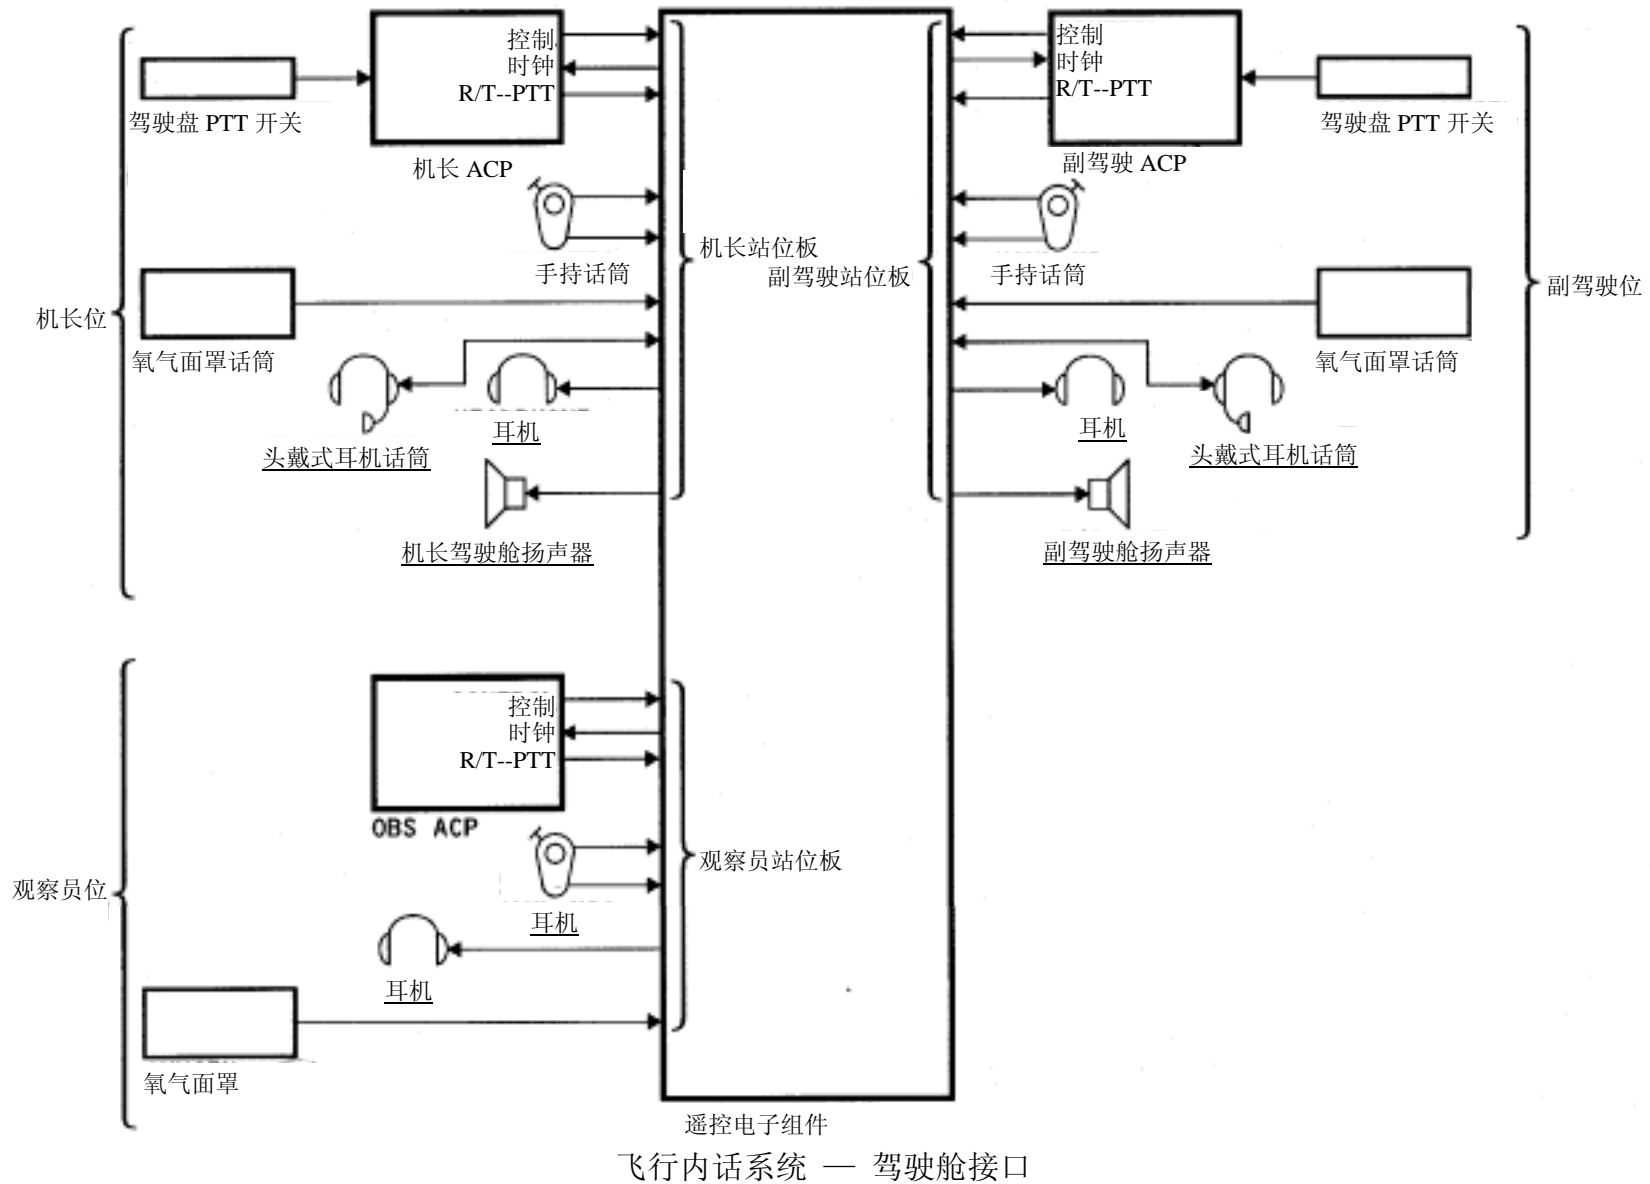 控制
时钟
R/T--PTT
驾驶盘 PTT 开关
机长 ACP
控制
时钟
R/T--PTT
驾驶盘 PTT 开关
副驾驶 ACP
手持话筒
机长站位板
副驾驶站位板
手持话筒
机长位
副驾驶位
氧气面罩话筒
氧气面罩话筒
头戴式耳机话筒
耳机
耳机
头戴式耳机话筒
机长驾驶舱扬声器
副驾驶舱扬声器
控制
时钟
R/T--PTT
OBS ACP
观察员位
观察员站位板
耳机
耳机
氧气面罩
遥控电子组件
飞行内话系统 — 驾驶舱接口